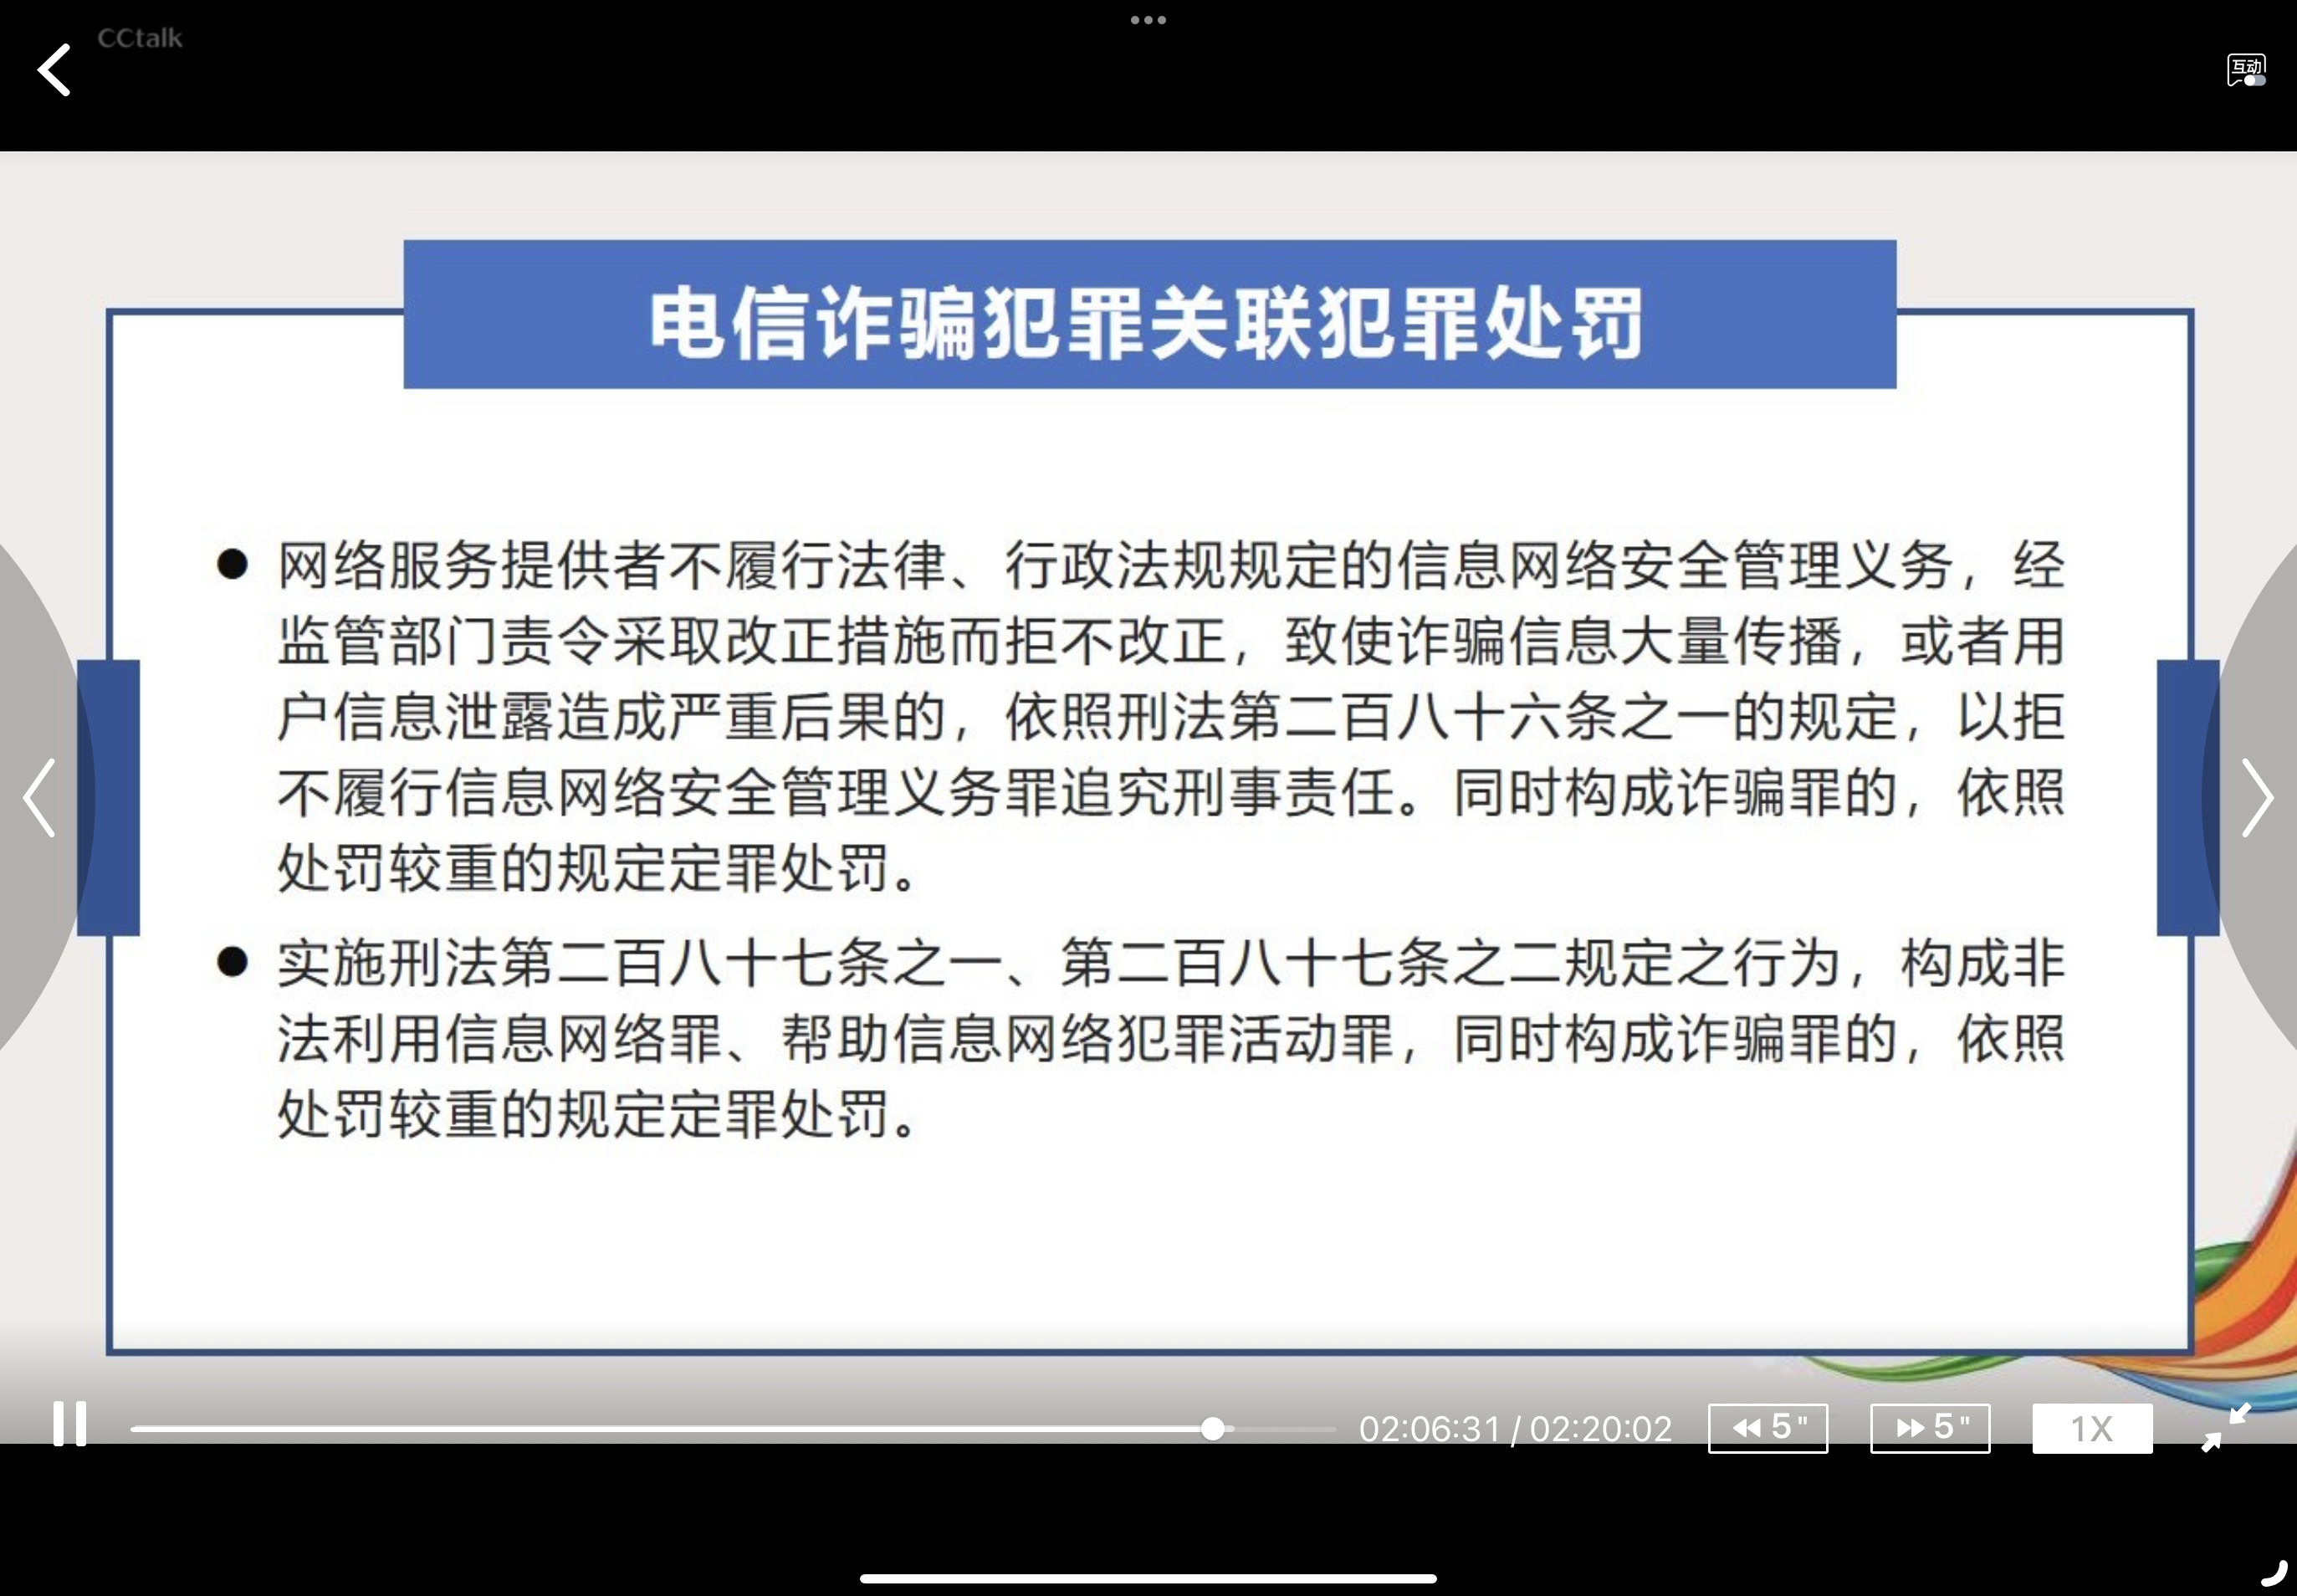 CCtalk
互动
电信诈骗犯罪关联犯罪处罚
● 网络服务提供者不履行法律、行政法规规定的信息网络安全管理义务，经
监管部门责令采取改正措施而拒不改正，致使诈骗信息大量传播，或者用
户信息泄露造成严重后果的，依照刑法第二百八十六条之一的规定，以拒
不履行信息网络安全管理义务罪追究刑事责任。同时构成诈骗罪的，依照
处罚较重的规定定罪处罚。
● 实施刑法第二百八十七条之一、第二百八十七条之二规定之行为，构成非
法利用信息网络罪、帮助信息网络犯罪活动罪，同时构成诈骗罪的，依照
处罚较重的规定定罪处罚。
02:06:31 / 02:20:02 5" 5" 1X